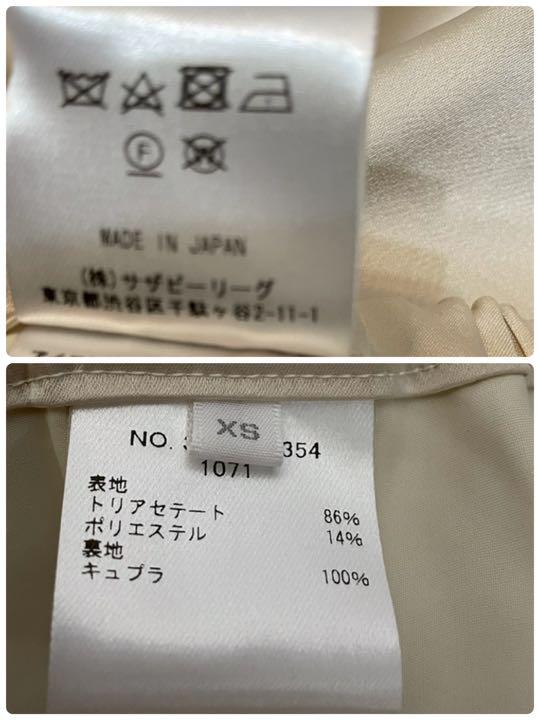 F
W
MADE IN JAPAN
(株)サザビーリーグ
東京都渋谷区千駄ヶ谷2-11-1
XS
NO. 354
1071
表地
トリアセテート 86%
ポリエステル 14%
裏地
キュプラ 100%